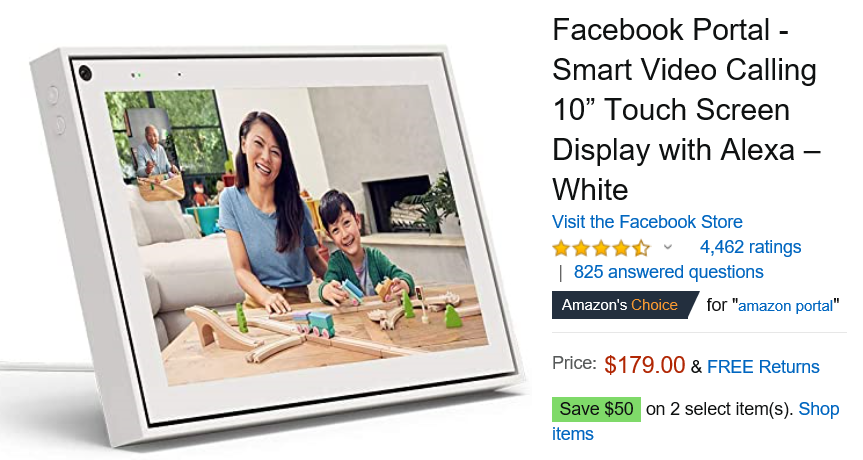 Facebook Portal -
Smart Video Calling
10” Touch Screen
Display with Alexa –
White
Visit the Facebook Store
4,462 ratings
| 825 answered questions
Amazon's Choice for "amazon portal"
Price: $179.00 & FREE Returns
Save $50 on 2 select item(s). Shop
items